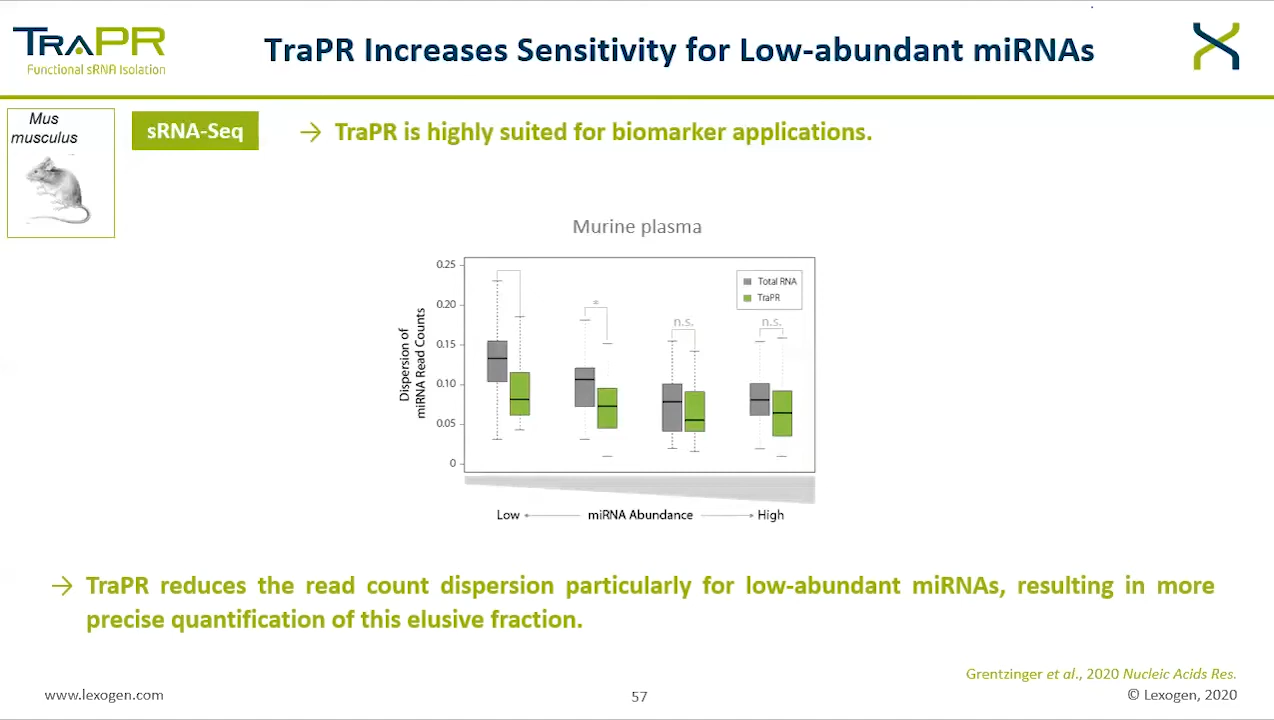 TRAPR
Functional sRNA Isolation
TraPR Increases Sensitivity for Low-abundant miRNAs
Mus
musculus
sRNA-Seq
→ TraPR is highly suited for biomarker applications.
Murine plasma
Dispersion of
miRNA Read Counts
0.25
0.20
0.15
0.10
0.05
0
Total RNA
TraPR
*
n.s.
n.s.
Low
miRNA Abundance
High
→ TraPR reduces the read count dispersion particularly for low-abundant miRNAs, resulting in more
precise quantification of this elusive fraction.
Grentzinger et al., 2020 Nucleic Acids Res.
www.lexogen.com
57
© Lexogen, 2020